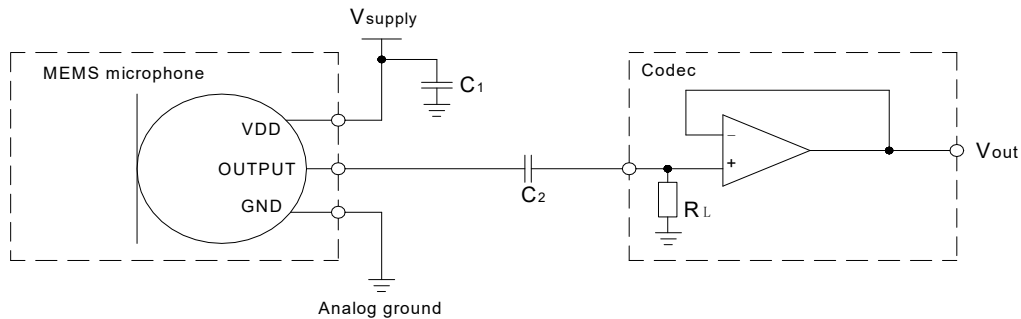 Vsupply
MEMS microphone
C1
Codec
VDD
−
OUTPUT
+
Vout
C2
GND
RL
Analog ground